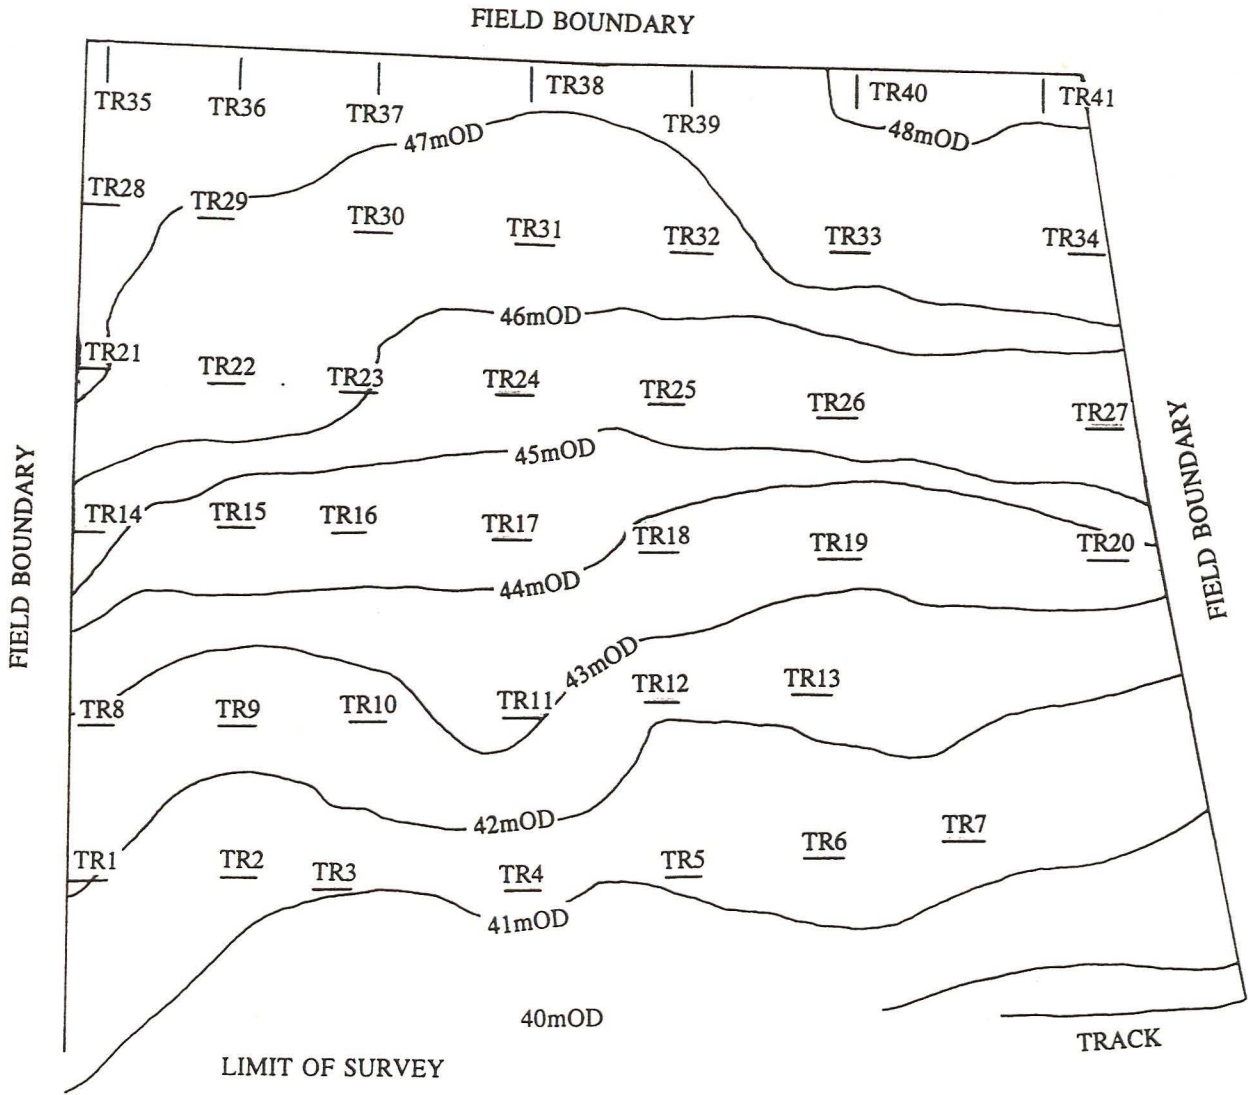 FIELD BOUNDARY
TR35
TR36
TR37
TR38
TR39
TR40
TR41
47mOD
48mOD
TR28
TR29
TR30
TR31
TR32
TR33
TR34
46mOD
TR21
TR22
TR23
TR24
TR25
TR26
TR27
FIELD BOUNDARY
FIELD BOUNDARY
45mOD
TR14
TR15
TR16
TR17
TR18
TR19
TR20
44mOD
43mOD
TR8
TR9
TR10
TR11
TR12
TR13
42mOD
TR1
TR2
TR3
TR4
TR5
TR6
TR7
41mOD
40mOD
TRACK
LIMIT OF SURVEY